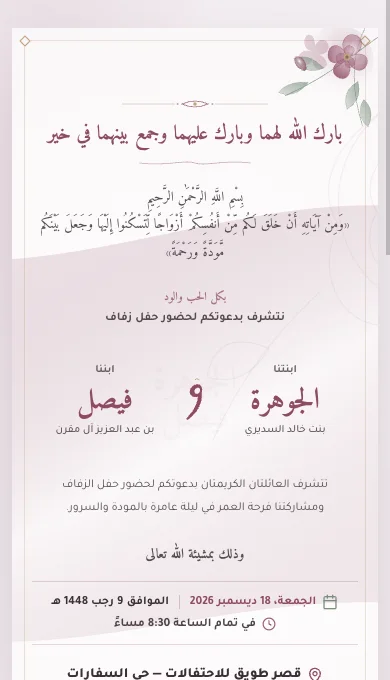 بارك الله لهما وبارك عليهما وجمع بينهما في خير
بِسْمِ اللَّهِ الرَّحْمَٰنِ الرَّحِيمِ
«وَمِنْ آيَاتِهِ أَنْ خَلَقَ لَكُم مِّنْ أَنفُسِكُمْ أَزْوَاجًا لِّتَسْكُنُوا إِلَيْهَا وَجَعَلَ بَيْنَكُم
مَّوَدَّةً وَرَحْمَةً»
بكل الحب والود
نتشرف بدعوتكم لحضور حفل زفاف
ابنتنا
الجوهرة
بنت خالد السديري
و
ابننا
فيصل
بن عبد العزيز آل مقرن
تتشرف العائلتان الكريمتان بدعوتكم لحضور حفل الزفاف
ومشاركتنا فرحة العمر في ليلة عامرة بالمودة والسرور.
وذلك بمشيئة الله تعالى
الجمعة، 18 ديسمبر 2026 | الموافق 9 رجب 1448 هـ
في تمام الساعة 8:30 مساءً
قصر طويق للاحتفالات – حي السفارات